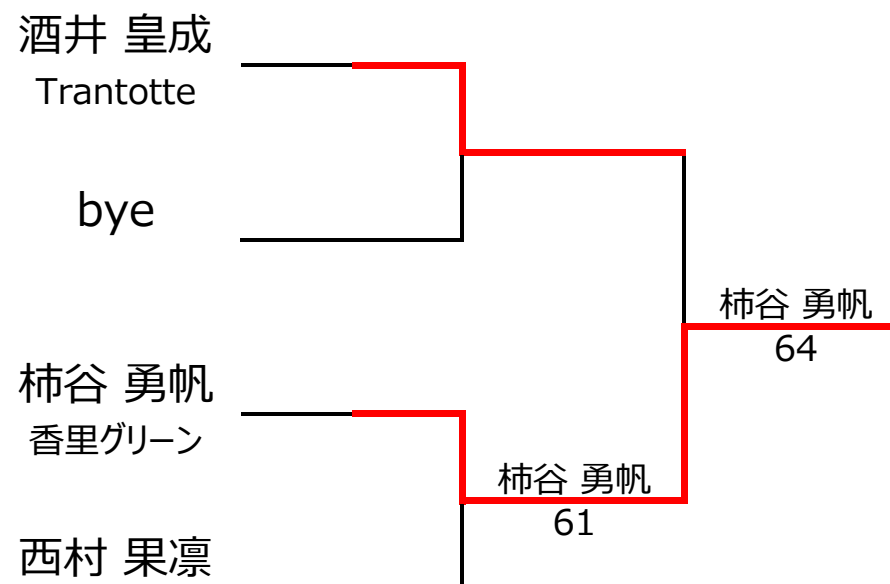 酒井 皇成
Trantotte
bye
柿谷 勇帆
64
柿谷 勇帆
香里グリーン
柿谷 勇帆
61
西村 果凛